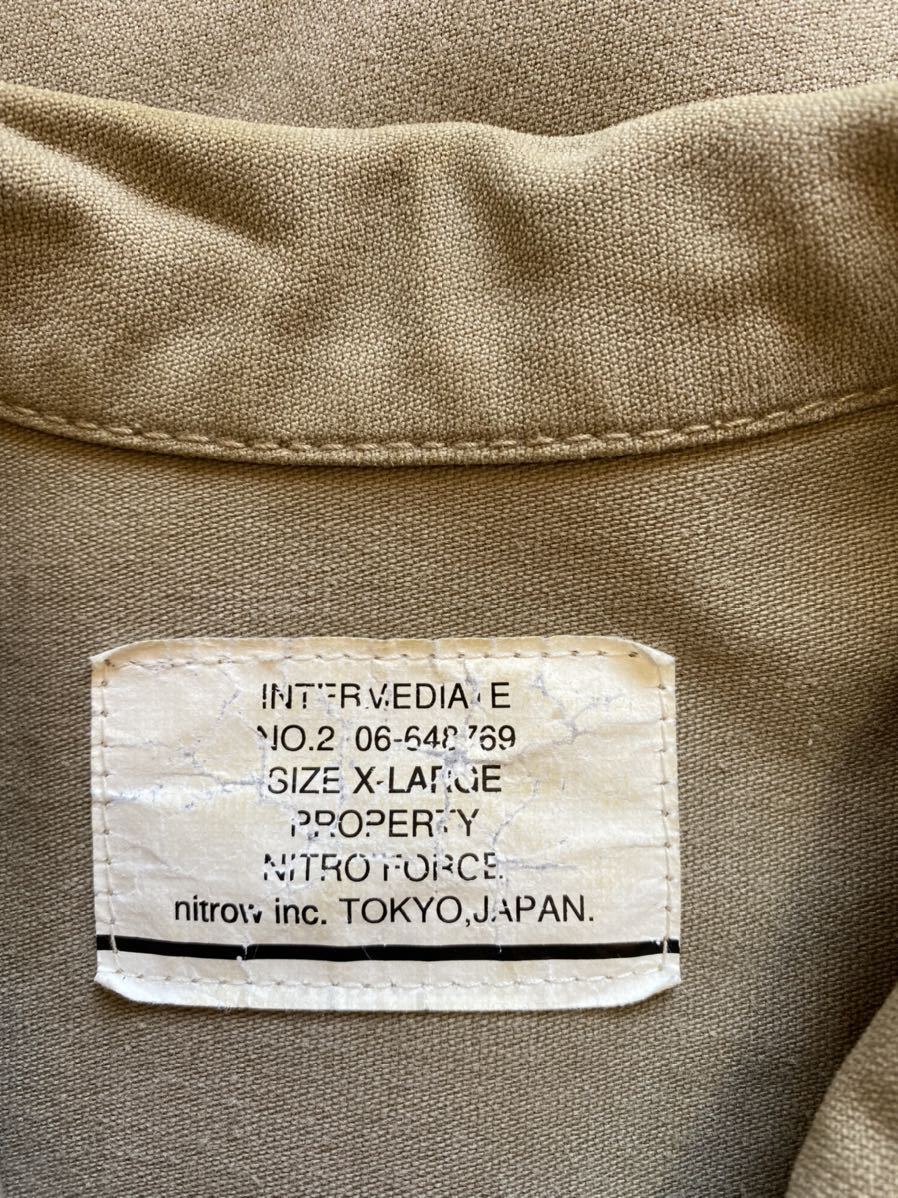 INTERMEDIATE
NO.2 06-648769
SIZE X-LARGE
PROPERTY
NITRO FORCE.
nitrow inc. TOKYO,JAPAN.